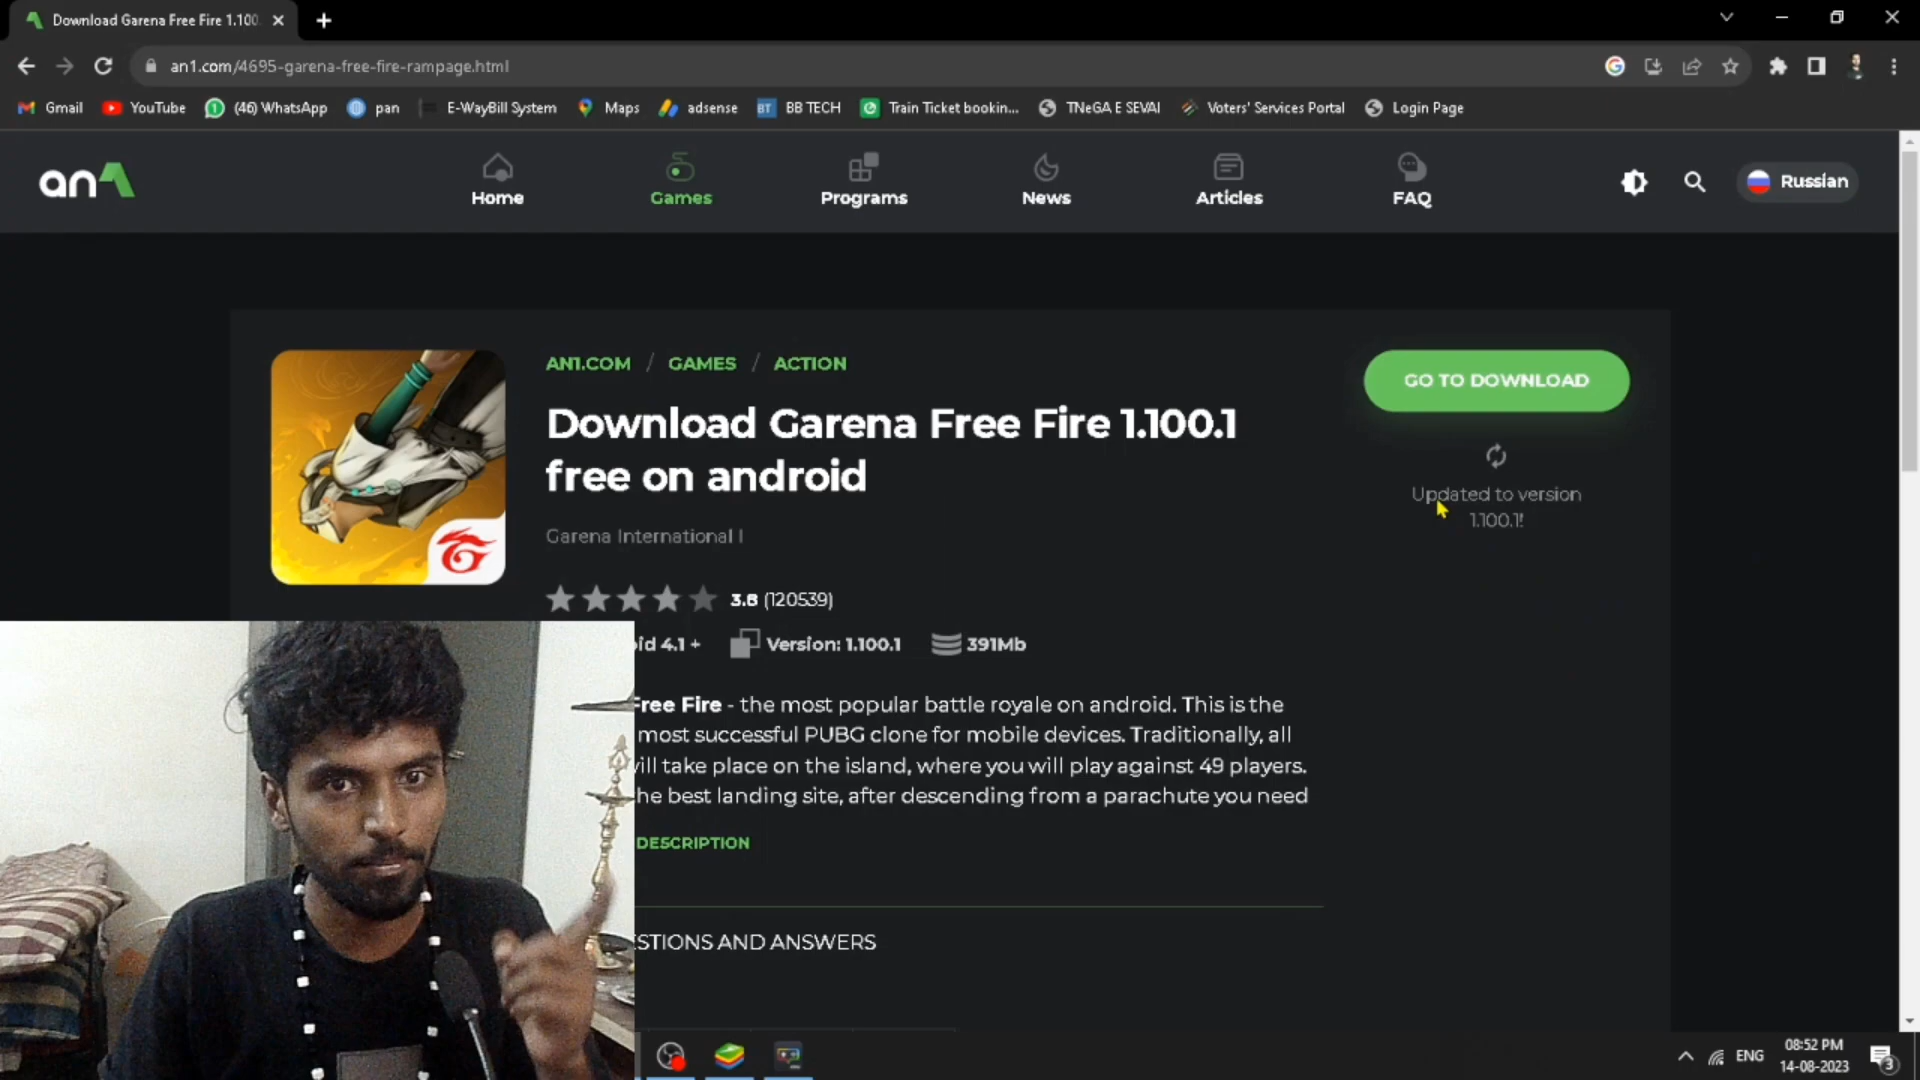 Download Garena Free Fire 1.100.
an1.com/4695-garena-free-fire-rampage.html
Gmail
YouTube
(46) WhatsApp
pan
E-WayBill System
Maps
adsense
BT
BB TECH
Train Ticket bookin...
TNeGA E SEVAI
Voters' Services Portal
Login Page
an
Home
Games
Programs
News
Articles
FAQ
Russian
AN1.COM / GAMES / ACTION
GO TO DOWNLOAD
Download Garena Free Fire 1.100.1
free on android
Updated to version
1.100.1!
Garena International I
3.8 (120539)
id 4.1 +
Version: 1.100.1
391Mb
Free Fire - the most popular battle royale on android. This is the
most successful PUBG clone for mobile devices. Traditionally, all
ill take place on the island, where you will play against 49 players.
he best landing site, after descending from a parachute you need
DESCRIPTION
ESTIONS AND ANSWERS
ENG
08:52 PM
14-08-2023
3